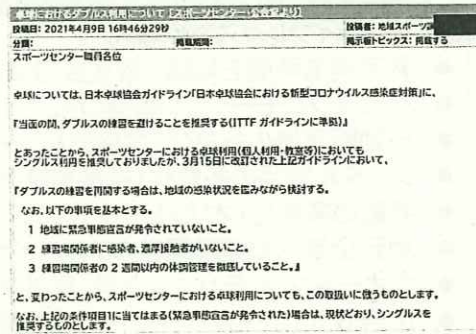 卓球におけるダブルス利用について【スポーツセンター・公会堂より】
投稿日: 2021年4月9日 16時46分29秒
投稿者: 地域スポーツ
分類:
掲載期間:
掲示板トピックス: 掲載する
スポーツセンター職員各位
卓球については、日本卓球協会ガイドライン「日本卓球協会における新型コロナウイルス感染症対策」に、
『当面の間、ダブルスの練習を避けることを推奨する(ITTF ガイドラインに準拠)』
とあったことから、スポーツセンターにおける卓球利用(個人利用・教室等)においても
シングルス利用を推奨しておりましたが、3月15日に改訂された上記ガイドラインにおいて、
『ダブルスの練習を再開する場合は、地域の感染状況を鑑みながら検討する。
なお、以下の事項を基本とする。
1 地域に緊急事態宣言が発令されていないこと。
2 練習場関係者に感染者、濃厚接触者がいないこと。
3 練習場関係者の 2 週間以内の体調管理を徹底していること。』
と、変わったことから、スポーツセンターにおける卓球利用についても、この取扱いに倣うものとします。
なお、上記の条件項目1に当てはまる(緊急事態宣言が発令された)場合は、現状どおり、シングルスを
推奨するものとします。